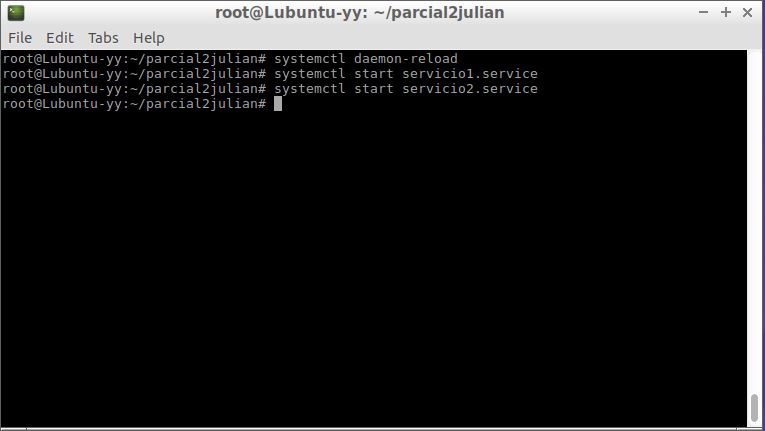 root@Lubuntu-yy: ~/parcial2julian
File Edit Tabs Help
root@Lubuntu-yy:~/parcial2julian# systemctl daemon-reload
root@Lubuntu-yy:~/parcial2julian# systemctl start servicio1.service
root@Lubuntu-yy:~/parcial2julian# systemctl start servicio2.service
root@Lubuntu-yy:~/parcial2julian#